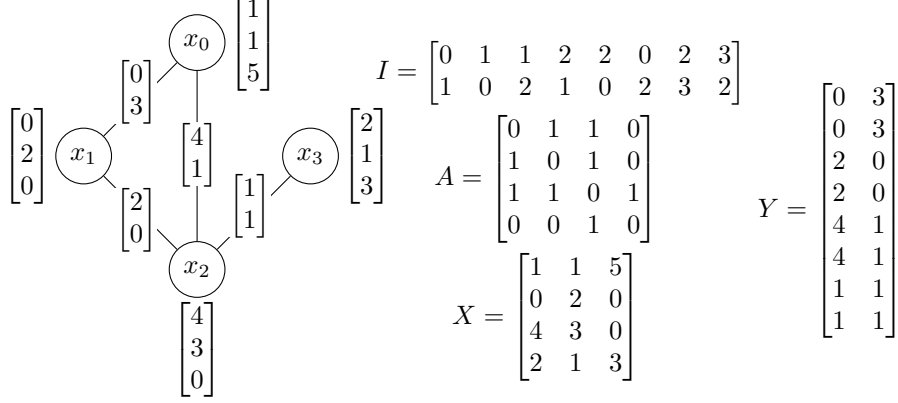 x0 [1 1 5]
[0 3]
[4 1]
[0 2 0] x1
x3 [2 1 3]
[2 0]
[1 1]
x2
[4 3 0]
I = [0 1 1 2 2 0 2 3
1 0 2 1 0 2 3 2]
A = [0 1 1 0
1 0 1 0
1 1 0 1
0 0 1 0]
X = [1 1 5
0 2 0
4 3 0
2 1 3]
Y = [0 3
0 3
2 0
2 0
4 1
4 1
1 1
1 1]